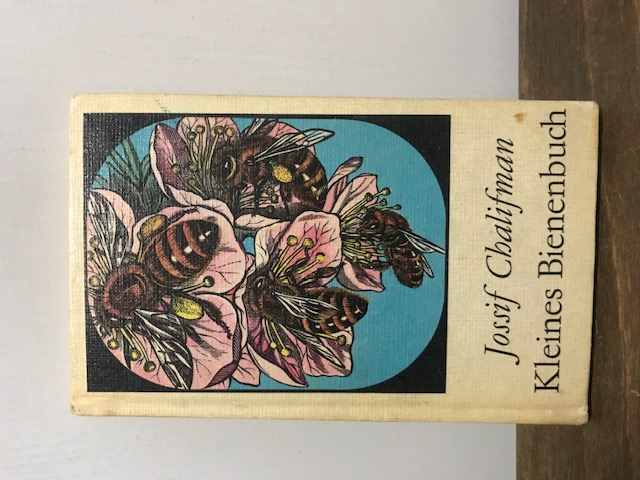 Jossif Chalifman
Kleines Bienenbuch